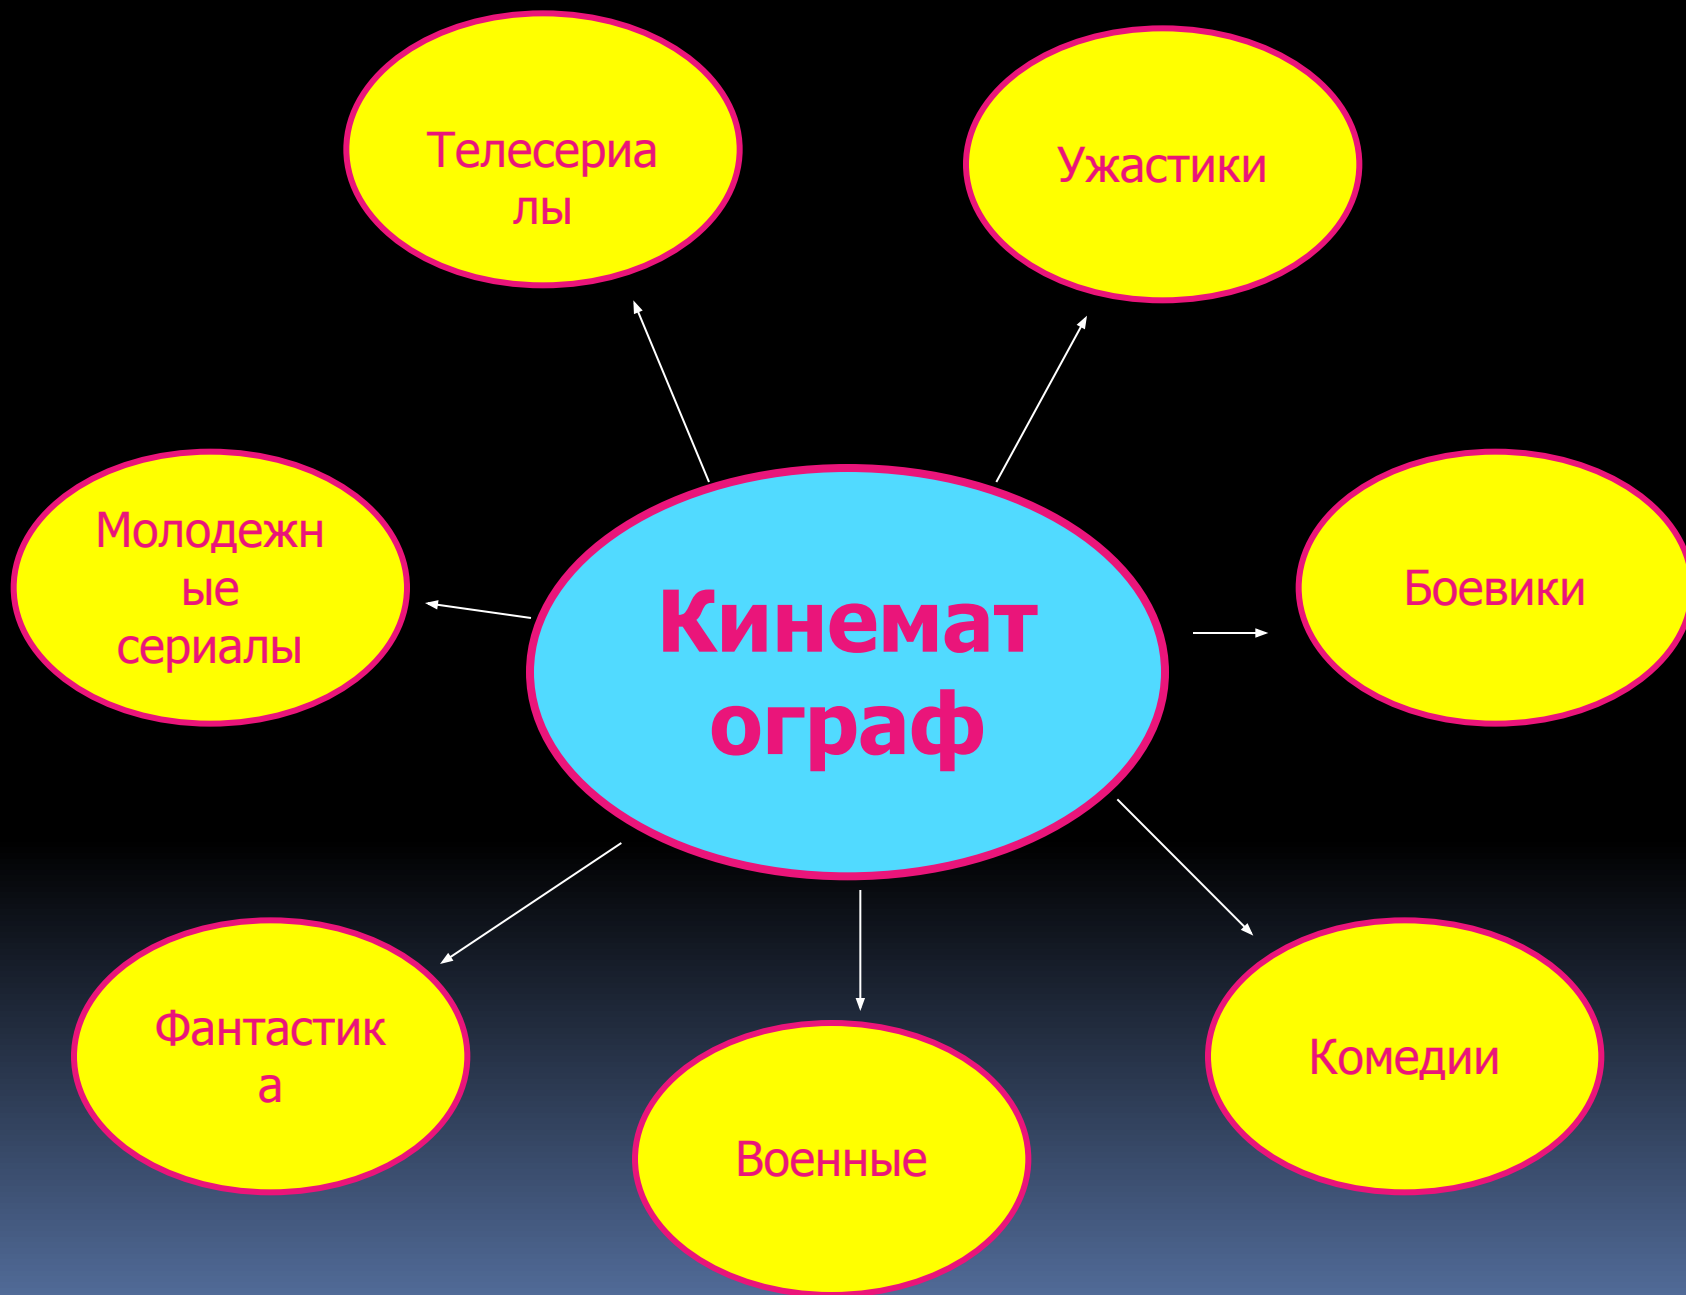 Телесериа
лы
Ужастики
Молодежн
ые
сериалы
Кинемат
ограф
Боевики
Фантастик
а
Военные
Комедии